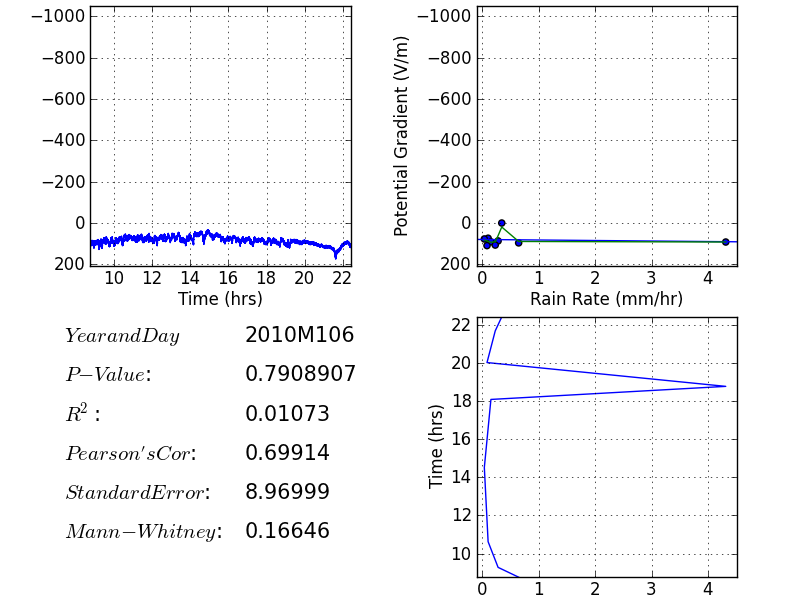 −1000
−800
−600
−400
−200
0
200
10 12 14 16 18 20 22
Time (hrs)
Potential Gradient (V/m)
−1000
−800
−600
−400
−200
0
200
0 1 2 3 4
Rain Rate (mm/hr)
YearandDay 2010M106
P−Value: 0.7908907
R²: 0.01073
Pearson'sCor: 0.69914
StandardError: 8.96999
Mann−Whitney: 0.16646
Time (hrs)
22
20
18
16
14
12
10
0 1 2 3 4